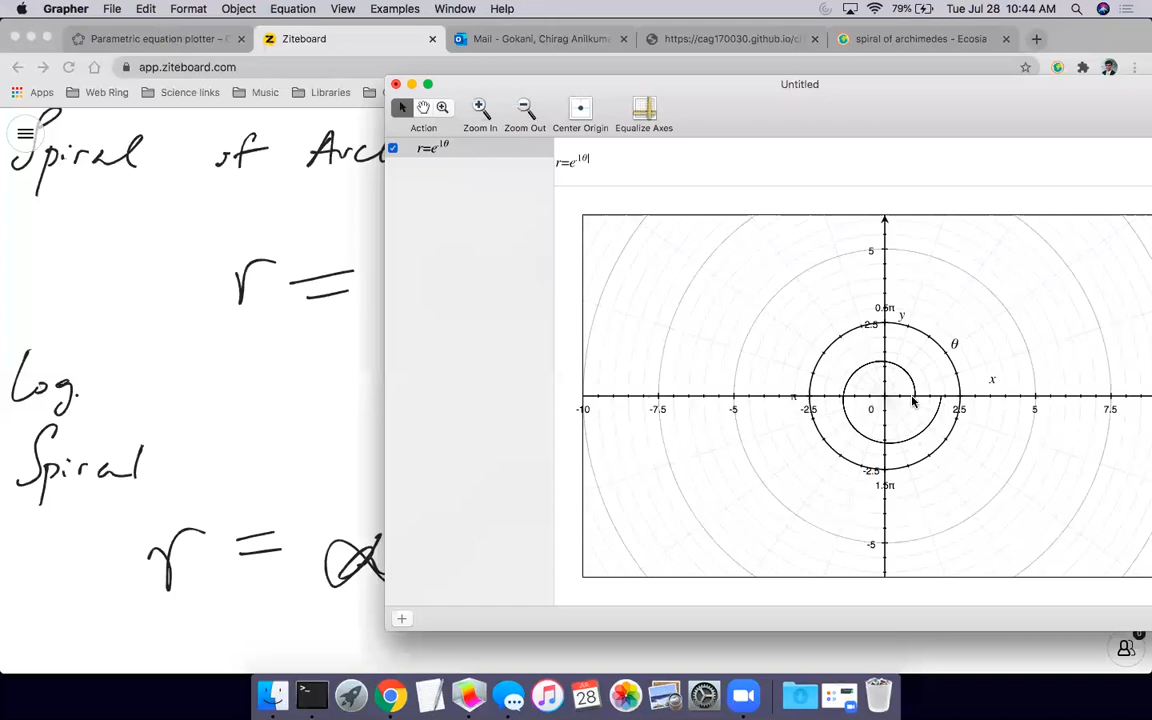 Grapher File Edit Format Object Equation View Examples Window Help 79% Tue Jul 28 10:44 AM
Parametric equation plotter – Ziteboard Mail - Gokani, Chirag Anilkuma https://cag170030.github.io/ spiral of archimedes - Ecosia
app.ziteboard.com
Apps Web Ring Science links Music Libraries
Untitled
Action Zoom In Zoom Out Center Origin Equalize Axes
r=e^1θ
r=e^1θ
Spiral of Arc
r =
Log.
Spiral
r = α
5
0.5π
y
2.5
θ
x
π
-10 -7.5 -5 -2.5 0 2.5 5 7.5
-2.5
1.5π
-5
0
JUL
28